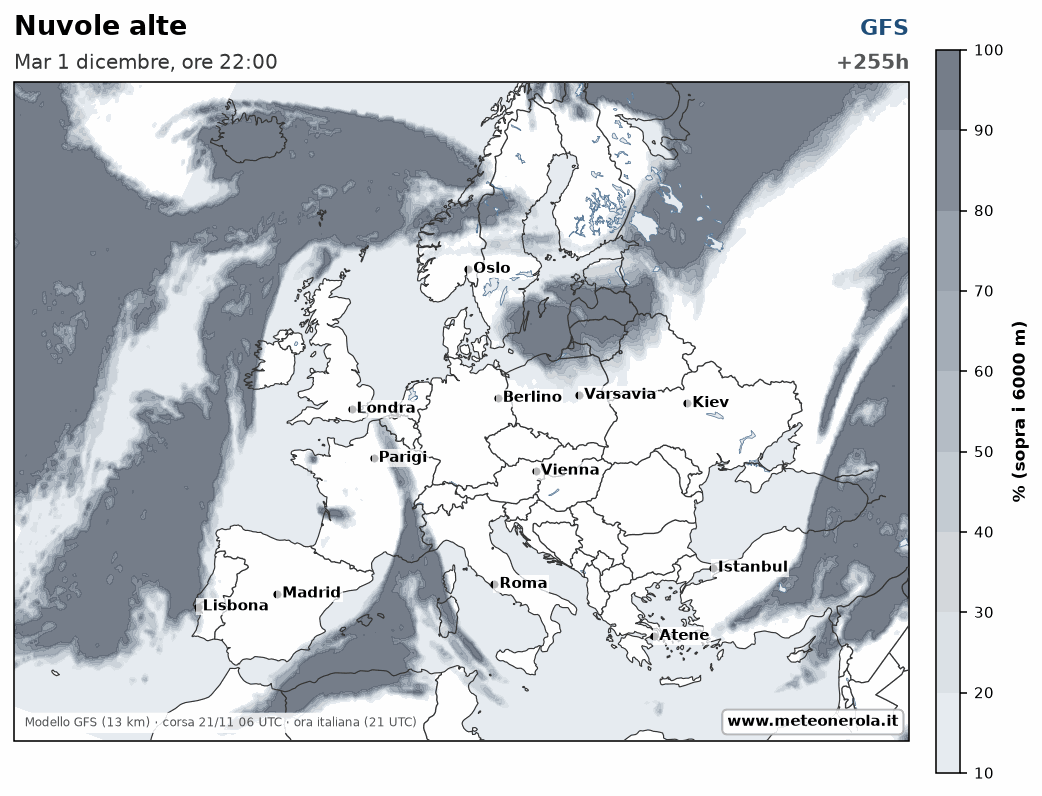 Nuvole alte
GFS
Mar 1 dicembre, ore 22:00
+255h
100
90
80
70
60
50
40
30
20
10
% (sopra i 6000 m)
Oslo
Berlino
Varsavia
Kiev
Londra
Parigi
Vienna
Istanbul
Roma
Madrid
Lisbona
Atene
Modello GFS (13 km) · corsa 21/11 06 UTC · ora italiana (21 UTC)
www.meteonerola.it